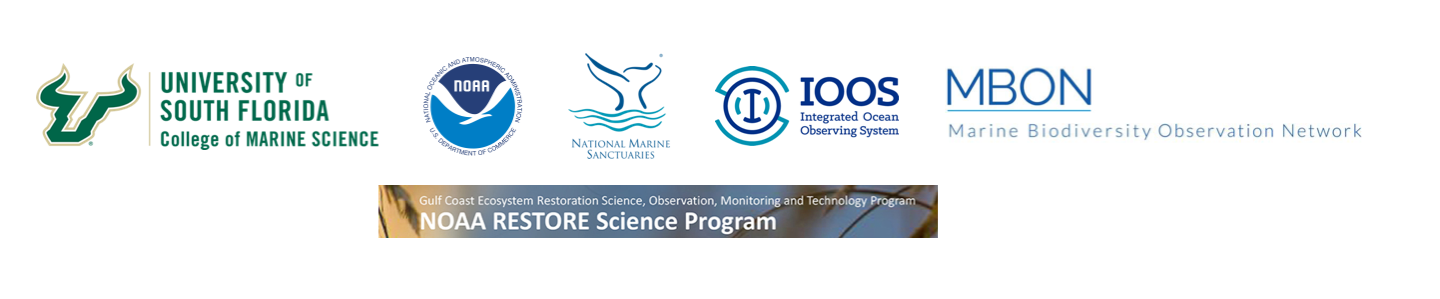 UNIVERSITY OF
SOUTH FLORIDA
College of MARINE SCIENCE
NATIONAL OCEANIC AND ATMOSPHERIC ADMINISTRATION
NOAA
U.S. DEPARTMENT OF COMMERCE
NATIONAL MARINE
SANCTUARIES
®
IOOS
Integrated Ocean
Observing System
MBON
Marine Biodiversity Observation Network
Gulf Coast Ecosystem Restoration Science, Observation, Monitoring and Technology Program
NOAA RESTORE Science Program